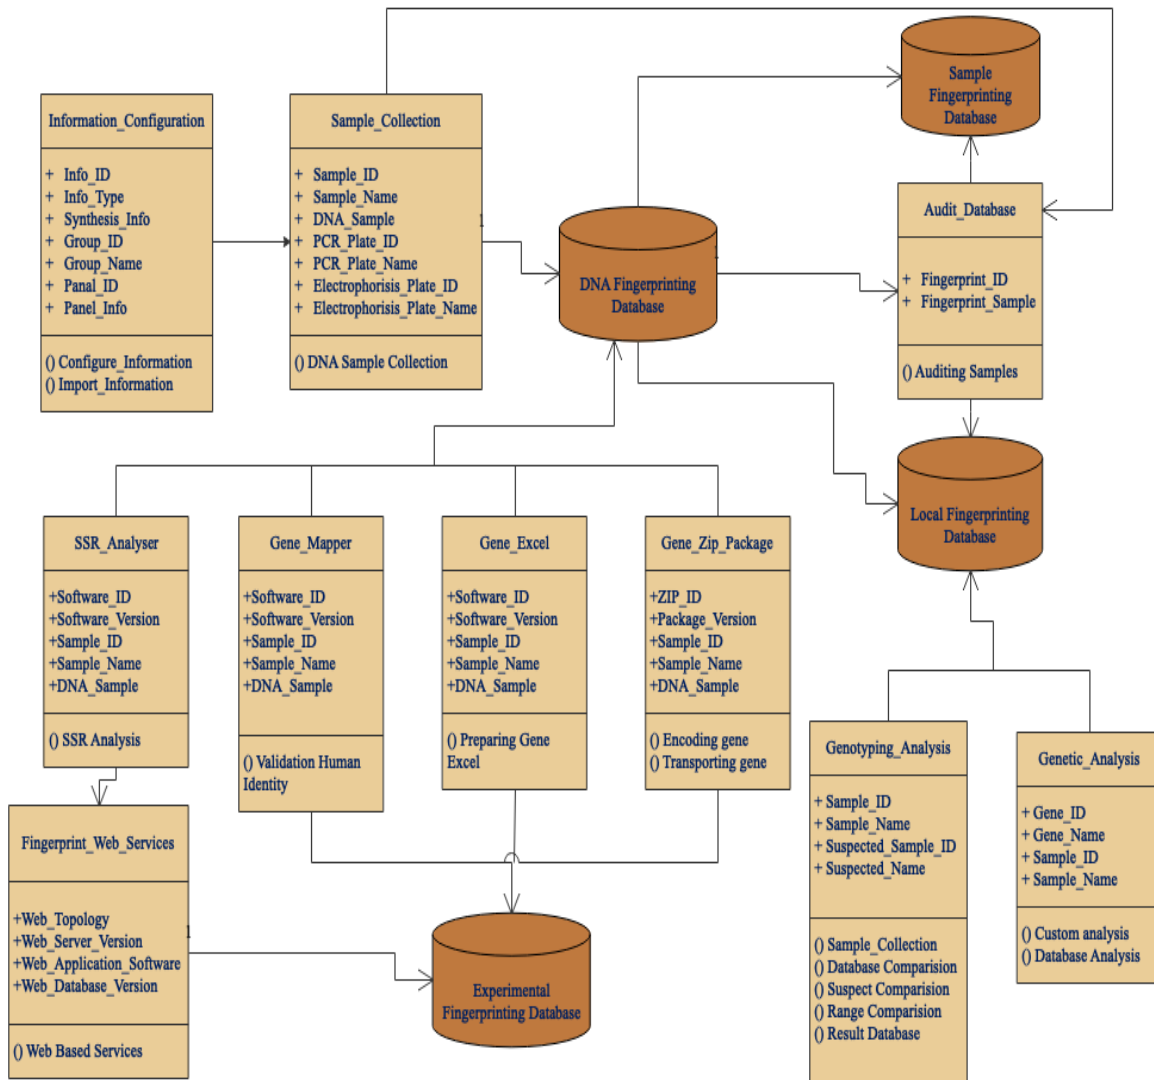 Sample
Fingerprinting
Database
Information_Configuration
+ Info_ID
+ Info_Type
+ Synthesis_Info
+ Group_ID
+ Group_Name
+ Panal_ID
+ Panel_Info
() Configure_Information
() Import_Information
Sample_Collection
+ Sample_ID
+ Sample_Name
+ DNA_Sample
+ PCR_Plate_ID
+ PCR_Plate_Name
+ Electrophorisis_Plate_ID
+ Electrophorisis_Plate_Name
() DNA Sample Collection
1
DNA Fingerprinting
Database
1
Audit_Database
+ Fingerprint_ID
+ Fingerprint_Sample
() Auditing Samples
Local Fingerprinting
Database
SSR_Analyser
+Software_ID
+Software_Version
+Sample_ID
+Sample_Name
+DNA_Sample
() SSR Analysis
Gene_Mapper
+Software_ID
+Software_Version
+Sample_ID
+Sample_Name
+DNA_Sample
() Validation Human
Identity
Gene_Excel
+Software_ID
+Software_Version
+Sample_ID
+Sample_Name
+DNA_Sample
() Preparing Gene
Excel
Gene_Zip_Package
+ZIP_ID
+Package_Version
+Sample_ID
+Sample_Name
+DNA_Sample
() Encoding gene
() Transporting gene
Genotyping_Analysis
+ Sample_ID
+ Sample_Name
+ Suspected_Sample_ID
+ Suspected_Name
() Sample_Collection
() Database Comparision
() Suspect Comparision
() Range Comparision
() Result Database
Genetic_Analysis
+ Gene_ID
+ Gene_Name
+ Sample_ID
+ Sample_Name
() Custom analysis
() Database Analysis
Fingerprint_Web_Services
+Web_Topology
+Web_Server_Version
+Web_Application_Software
+Web_Database_Version
() Web Based Services
1
Experimental
Fingerprinting Database